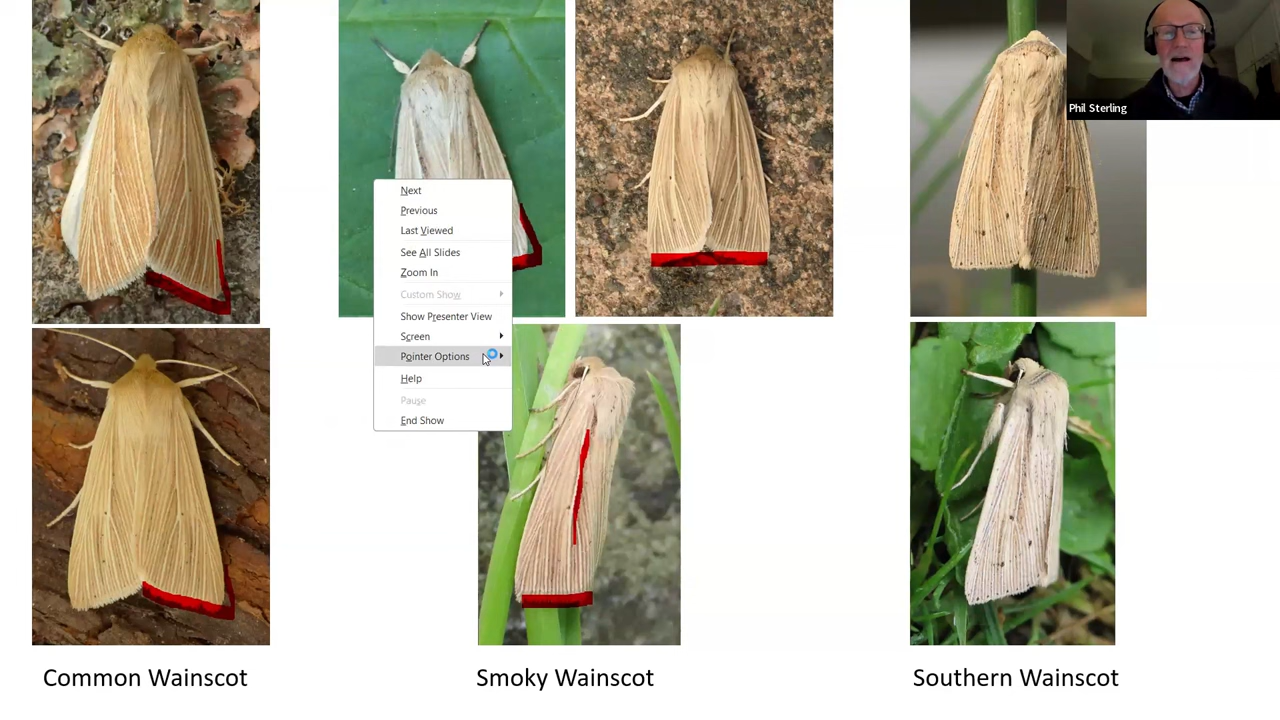 Phil Sterling
Next
Previous
Last Viewed
See All Slides
Zoom In
Custom Show
Show Presenter View
Screen
Pointer Options
Help
Pause
End Show
Common Wainscot
Smoky Wainscot
Southern Wainscot